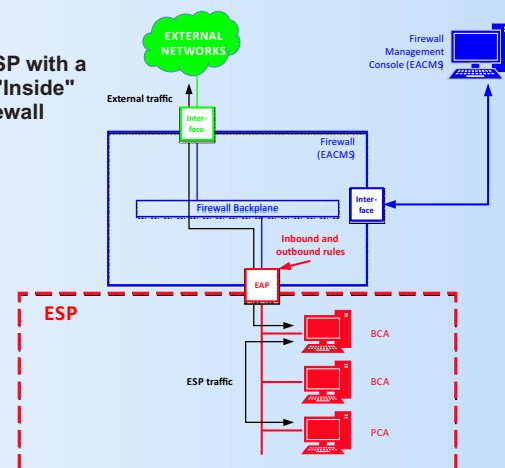 SP with a
"Inside"
ewall
EXTERNAL
NETWORKS
Firewall
Management
Console (EACMS)
External traffic
Inter-
face
Firewall
(EACMS)
Inter-
face
Firewall Backplane
Inbound and
outbound rules
EAP
ESP
BCA
ESP traffic
BCA
PCA